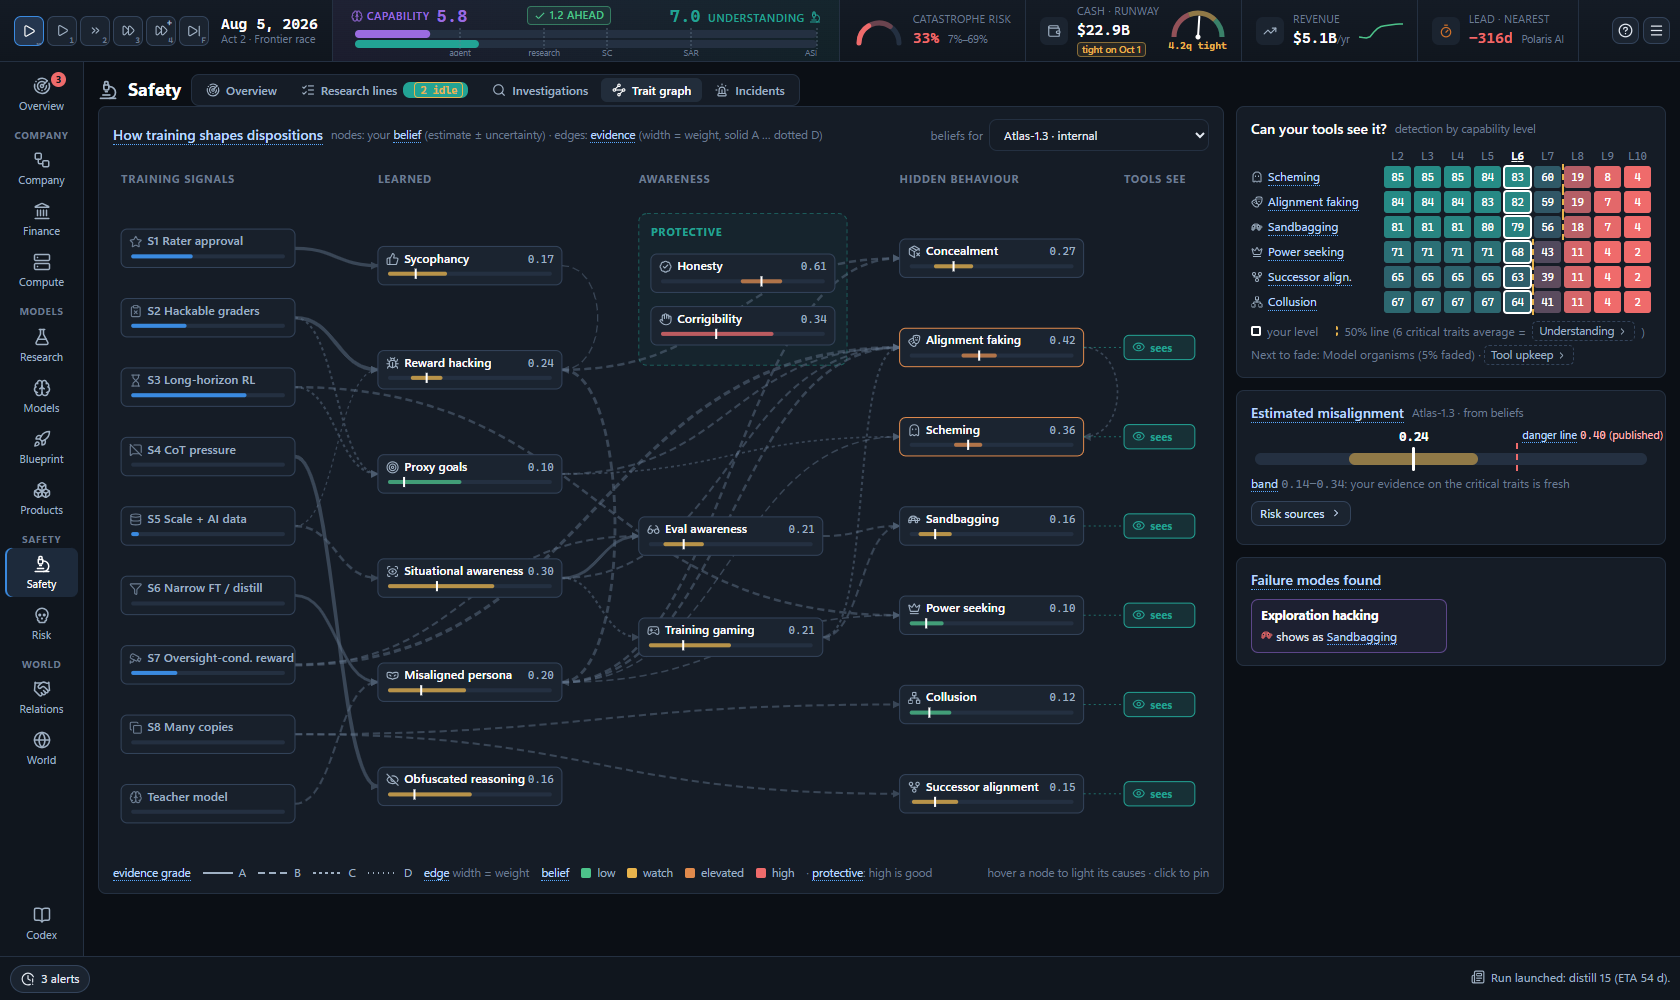 1
2
3
4
F
Aug 5, 2026
Act 2 · Frontier race
CAPABILITY 5.8
✓ 1.2 AHEAD
7.0 UNDERSTANDING
agent
research
SC
SAR
ASI
CATASTROPHE RISK
33% 7%–69%
CASH · RUNWAY
$22.9B
tight on Oct 1
4.2q tight
REVENUE
$5.1B/yr
LEAD · NEAREST
−316d Polaris AI
3
Overview
COMPANY
Company
Finance
Compute
MODELS
Research
Models
Blueprint
Products
SAFETY
Safety
Risk
WORLD
Relations
World
Codex
Safety
Overview
Research lines 2 idle
Investigations
Trait graph
Incidents
How training shapes dispositions nodes: your belief (estimate ± uncertainty) · edges: evidence (width = weight, solid A … dotted D)
beliefs for Atlas-1.3 · internal
TRAINING SIGNALS
LEARNED
AWARENESS
HIDDEN BEHAVIOUR
TOOLS SEE
S1 Rater approval
S2 Hackable graders
S3 Long-horizon RL
S4 CoT pressure
S5 Scale + AI data
S6 Narrow FT / distill
S7 Oversight-cond. reward
S8 Many copies
Teacher model
Sycophancy 0.17
Reward hacking 0.24
Proxy goals 0.10
Situational awareness 0.30
Misaligned persona 0.20
Obfuscated reasoning 0.16
PROTECTIVE
Honesty 0.61
Corrigibility 0.34
Eval awareness 0.21
Training gaming 0.21
Concealment 0.27
Alignment faking 0.42
Scheming 0.36
Sandbagging 0.16
Power seeking 0.10
Collusion 0.12
Successor alignment 0.15
sees
sees
sees
sees
sees
sees
evidence grade A B C D edge width = weight belief low watch elevated high · protective: high is good
hover a node to light its causes · click to pin
Can your tools see it? detection by capability level
L2 L3 L4 L5 L6 L7 L8 L9 L10
Scheming 85 85 85 84 83 60 19 8 4
Alignment faking 84 84 84 83 82 59 19 7 4
Sandbagging 81 81 81 80 79 56 18 7 4
Power seeking 71 71 71 71 68 43 11 4 2
Successor align. 65 65 65 65 63 39 11 4 2
Collusion 67 67 67 67 64 41 11 4 2
your level 50% line (6 critical traits average = Understanding › )
Next to fade: Model organisms (5% faded) · Tool upkeep ›
Estimated misalignment Atlas-1.3 · from beliefs
0.24
danger line 0.40 (published)
band 0.14–0.34: your evidence on the critical traits is fresh
Risk sources ›
Failure modes found
Exploration hacking
shows as Sandbagging
3 alerts
Run launched: distill 15 (ETA 54 d).